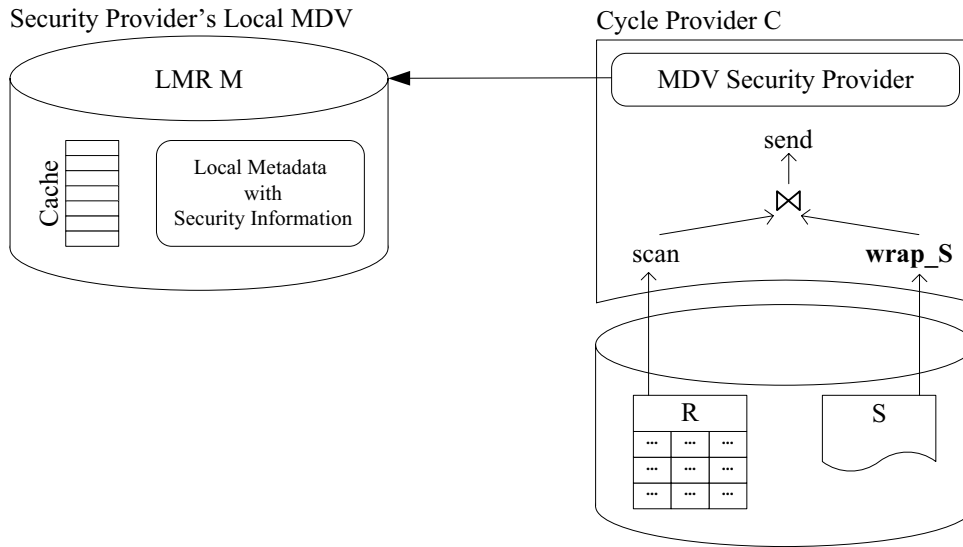 Security Provider’s Local MDV
LMR M
Cache
Local Metadata
with
Security Information
Cycle Provider C
MDV Security Provider
send
scan
wrap_S
R
... ... ...
... ... ...
... ... ...
S